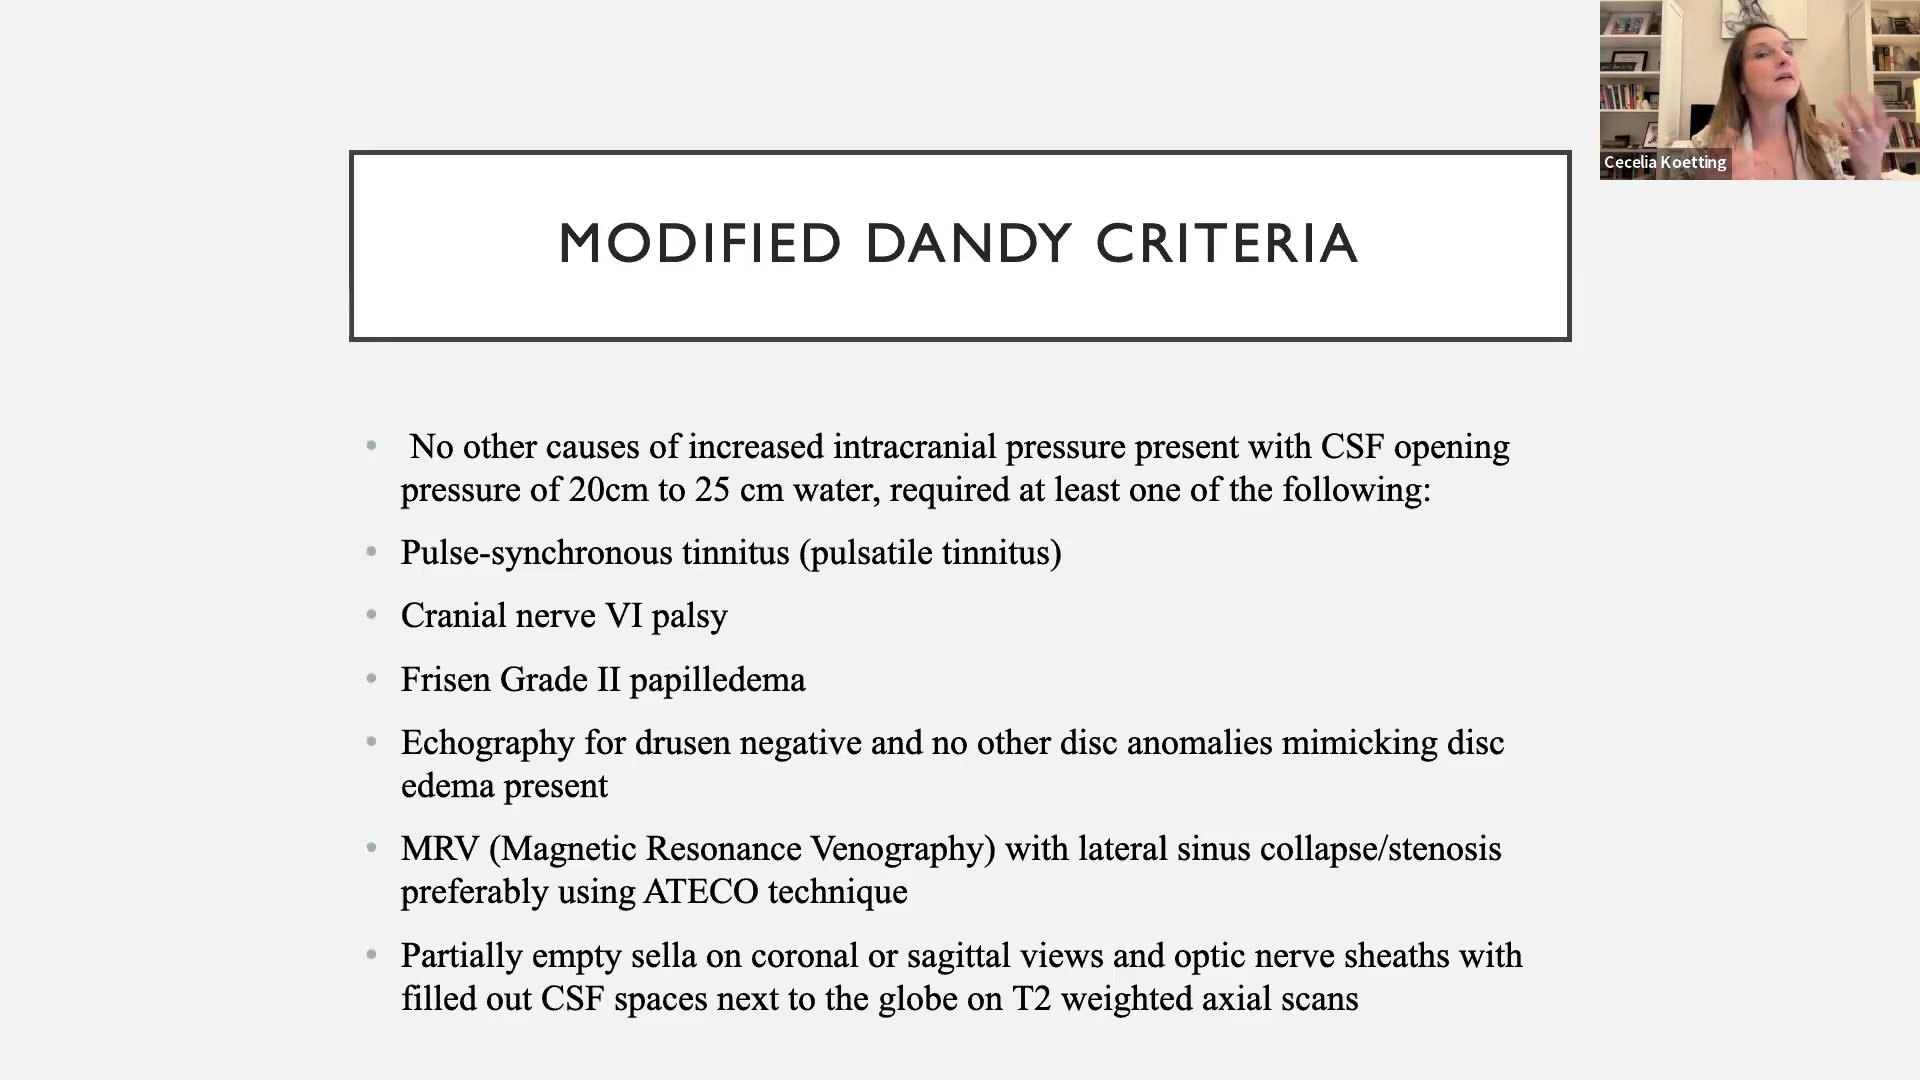 Cecelia Koetting
MODIFIED DANDY CRITERIA
• No other causes of increased intracranial pressure present with CSF opening
pressure of 20cm to 25 cm water, required at least one of the following:
• Pulse-synchronous tinnitus (pulsatile tinnitus)
• Cranial nerve VI palsy
• Frisen Grade II papilledema
• Echography for drusen negative and no other disc anomalies mimicking disc
edema present
• MRV (Magnetic Resonance Venography) with lateral sinus collapse/stenosis
preferably using ATECO technique
• Partially empty sella on coronal or sagittal views and optic nerve sheaths with
filled out CSF spaces next to the globe on T2 weighted axial scans